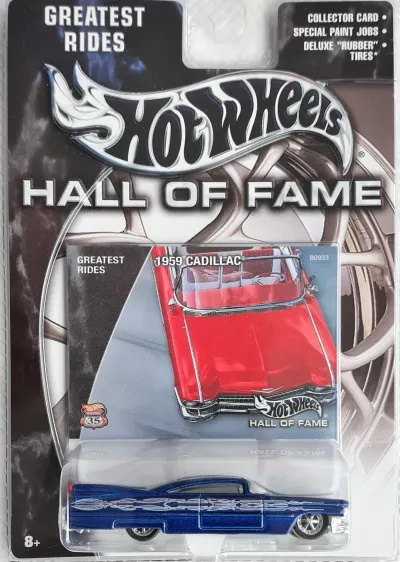 GREATEST
RIDES
COLLECTOR CARD •
SPECIAL PAINT JOBS •
DELUXE "RUBBER" •
TIRES*
HOT WHEELS
®
HALL OF FAME
GREATEST
RIDES
1959 CADILLAC
B0933
HOT WHEELS
HALL OF FAME
35
8+